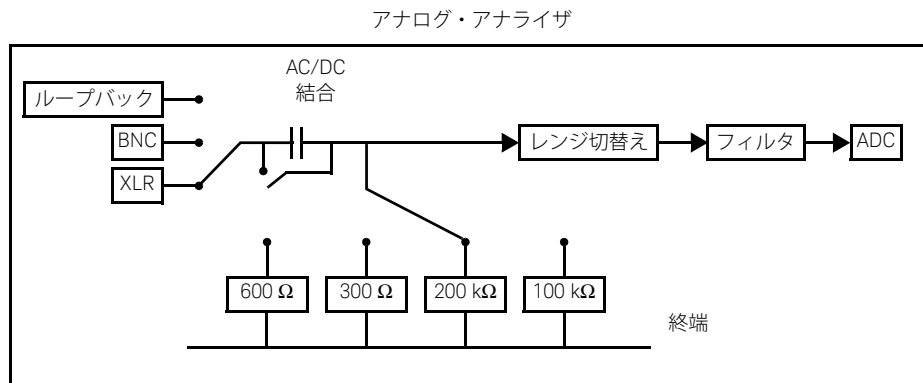 アナログ・アナライザ
AC/DC
結合
ループバック
BNC
XLR
レンジ切替え
フィルタ
ADC
600 Ω
300 Ω
200 kΩ
100 kΩ
終端